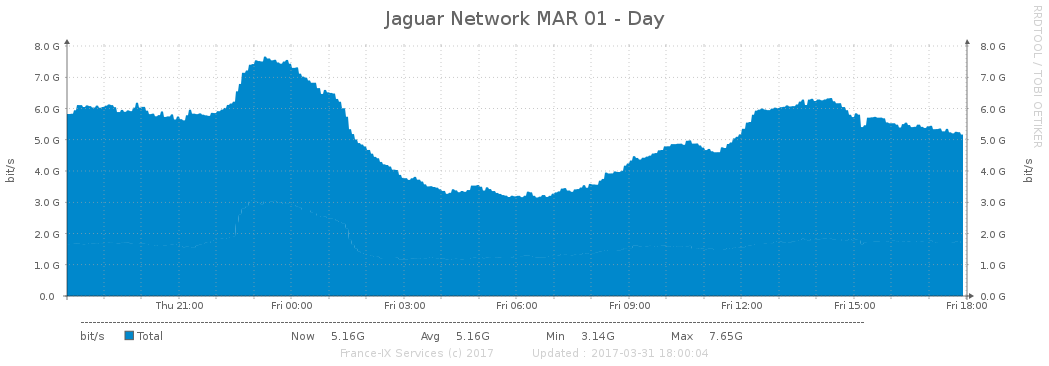 Jaguar Network MAR 01 - Day
RRDTOOL / TOBI OETIKER
8.0 G 8.0 G
7.0 G 7.0 G
6.0 G 6.0 G
5.0 G 5.0 G
4.0 G 4.0 G
3.0 G 3.0 G
2.0 G 2.0 G
1.0 G 1.0 G
0.0 0.0 G
bit/s bit/s
Thu 21:00 Fri 00:00 Fri 03:00 Fri 06:00 Fri 09:00 Fri 12:00 Fri 15:00 Fri 18:00
bit/s Total Now 5.16G Avg 5.16G Min 3.14G Max 7.65G
France-IX Services (c) 2017 Updated : 2017-03-31 18:00:04